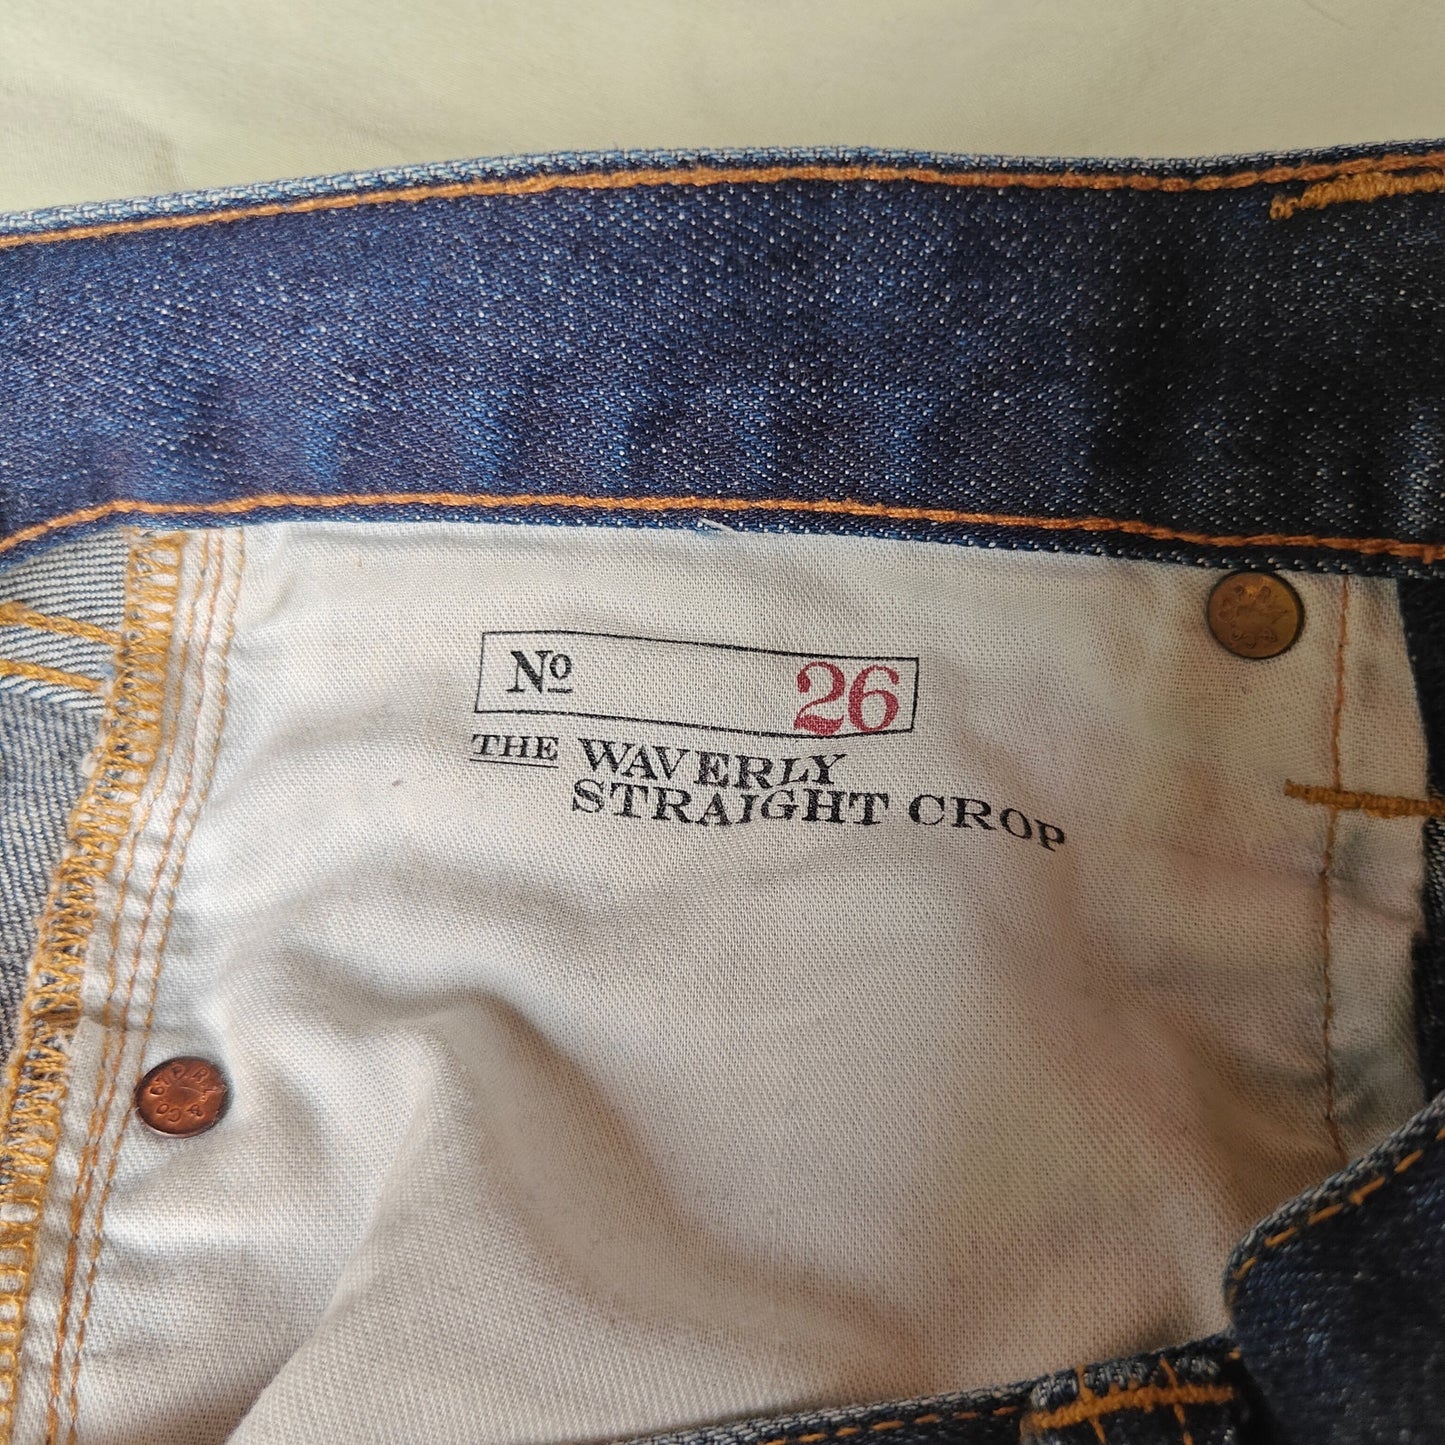 No 26
THE WAVERLY
STRAIGHT CROP